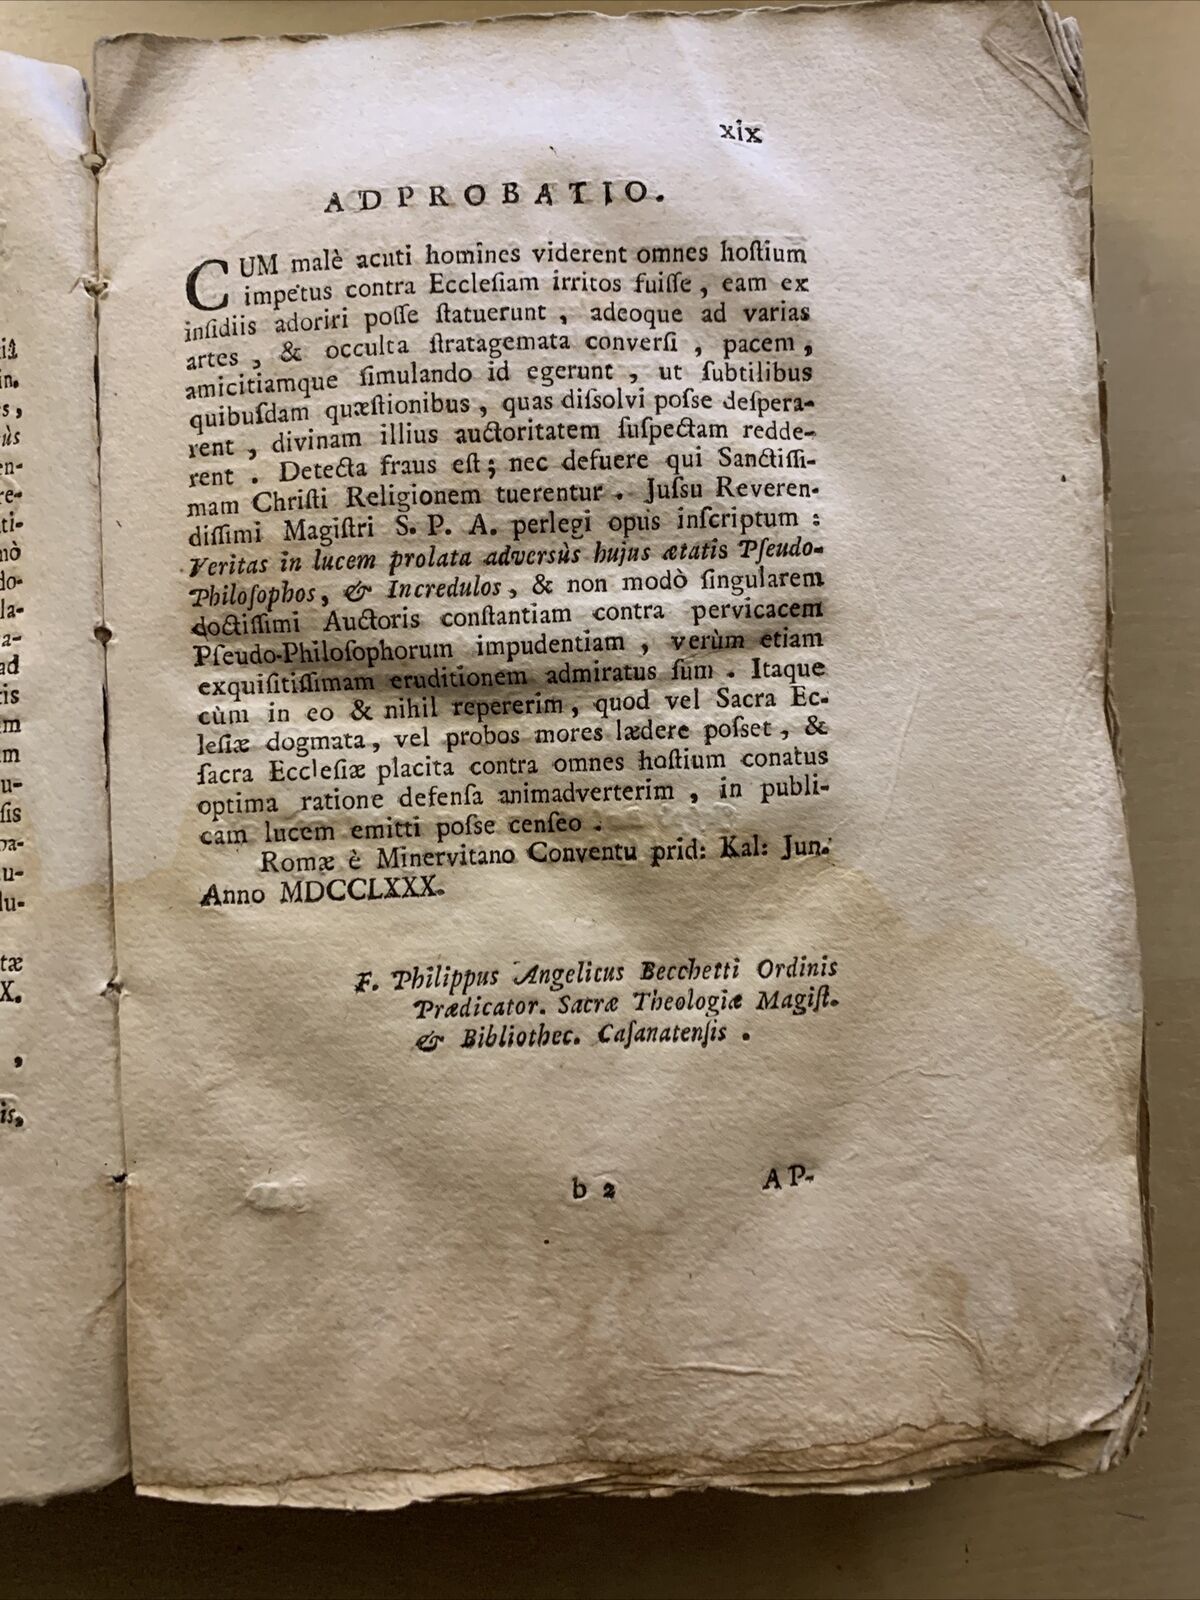 xix
ADPROBATIO.
CUM malè acuti homines viderent omnes hoſtium
impetus contra Eccleſiam irritos fuiſſe, eam ex
inſidiis adoriri poſſe ſtatuerunt, adeoque ad varias
artes, & occulta ſtratagemata converſi, pacem,
amicitiamque ſimulando id egerunt, ut ſubtilibus
quibuſdam quæſtionibus, quas diſsolvi poſse deſpera-
rent, divinam illius auctoritatem ſuſpectam redde-
rent. Detecta fraus eſt; nec defuere qui Sanctiſſi-
mam Chriſti Religionem tuerentur. Juſsu Reveren-
diſſimi Magiſtri S. P. A. perlegi opus inſcriptum:
Veritas in lucem prolata adversùs hujus ætatis Pſeudo-
Philoſophos, & Incredulos, & non modò ſingularem
doctiſſimi Auctoris conſtantiam contra pervicacem
Pſeudo-Philoſophorum impudentiam, verùm etiam
exquiſitiſſimam eruditionem admiratus ſum. Itaque
cùm in eo & nihil repererim, quod vel Sacra Ec-
leſiæ dogmata, vel probos mores lædere poſset, &
ſacra Eccleſiæ placita contra omnes hoſtium conatus
optima ratione defenſa animadverterim, in publi-
cam lucem emitti poſse cenſeo.
Romæ è Minervitano Conventu prid: Kal: Jun.
Anno MDCCLXXX.
F. Philippus Angelicus Becchetti Ordinis
Prædicator. Sacræ Theologiæ Magiſt.
& Bibliothec. Caſanatenſis.
b 2 AP-